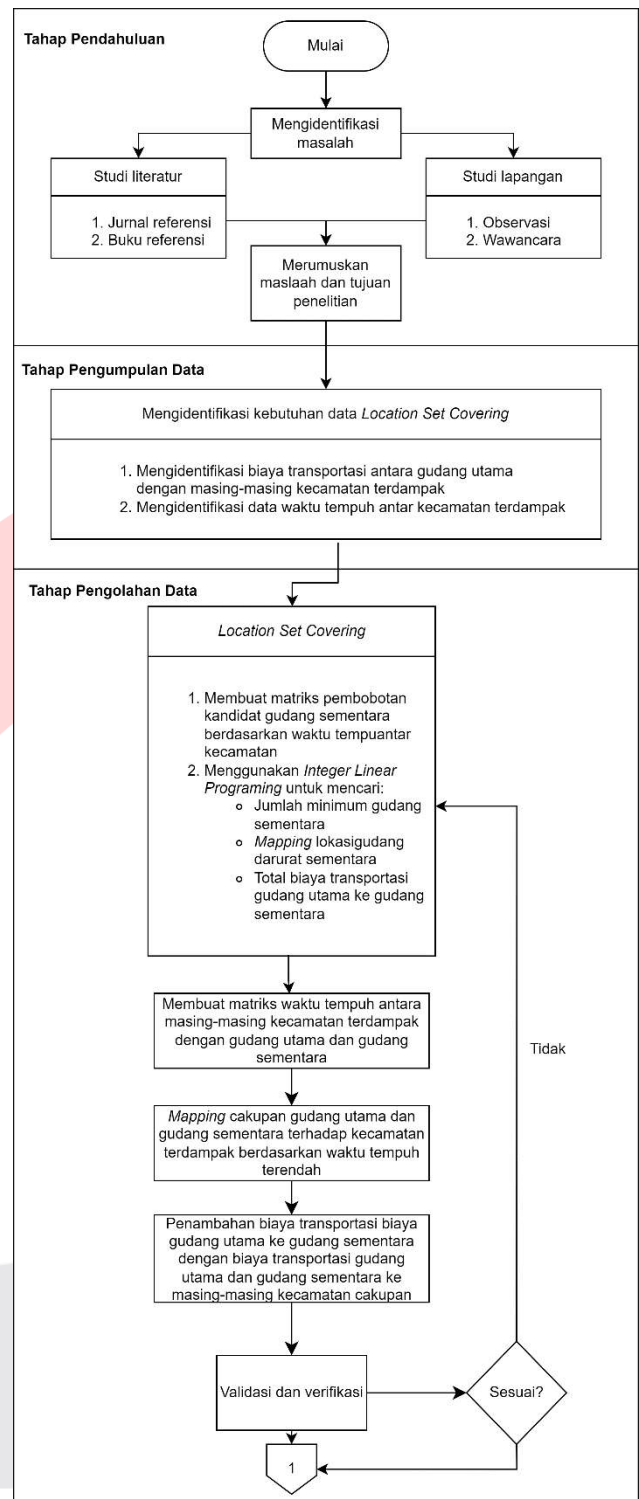 Tahap Pendahuluan
Mulai
Mengidentifikasi
masalah
Studi literatur
1. Jurnal referensi
2. Buku referensi
Studi lapangan
1. Observasi
2. Wawancara
Merumuskan
maslaah dan tujuan
penelitian
Tahap Pengumpulan Data
Mengidentifikasi kebutuhan data Location Set Covering
1. Mengidentifikasi biaya transportasi antara gudang utama
dengan masing-masing kecamatan terdampak
2. Mengidentifikasi data waktu tempuh antar kecamatan terdampak
Tahap Pengolahan Data
Location Set Covering
1. Membuat matriks pembobotan
kandidat gudang sementara
berdasarkan waktu tempuantar
kecamatan
2. Menggunakan Integer Linear
Programing untuk mencari:
o Jumlah minimum gudang
sementara
o Mapping lokasigudang
darurat sementara
o Total biaya transportasi
gudang utama ke gudang
sementara
Membuat matriks waktu tempuh antara
masing-masing kecamatan terdampak
dengan gudang utama dan gudang
sementara
Tidak
Mapping cakupan gudang utama dan
gudang sementara terhadap kecamatan
terdampak berdasarkan waktu tempuh
terendah
Penambahan biaya transportasi biaya
gudang utama ke gudang sementara
dengan biaya transportasi gudang
utama dan gudang sementara ke
masing-masing kecamatan cakupan
Validasi dan verifikasi
Sesuai?
1